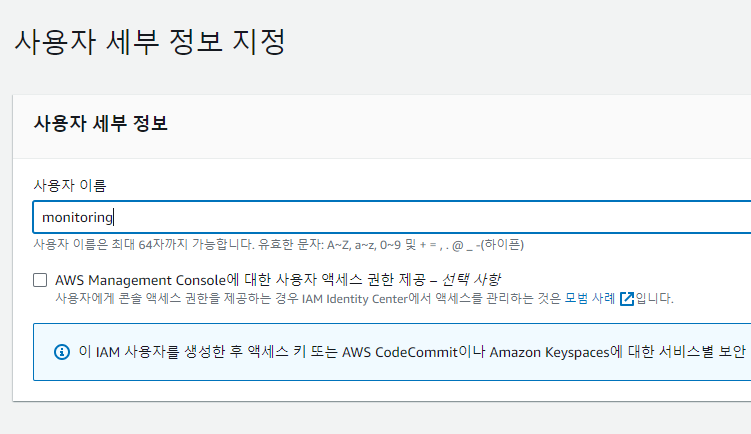 사용자 세부 정보 지정
사용자 세부 정보
사용자 이름
monitoring
사용자 이름은 최대 64자까지 가능합니다. 유효한 문자: A~Z, a~z, 0~9 및 + = , . @ _ -(하이픈)
AWS Management Console에 대한 사용자 액세스 권한 제공 – 선택 사항
사용자에게 콘솔 액세스 권한을 제공하는 경우 IAM Identity Center에서 액세스를 관리하는 것은 모범 사례 입니다.
이 IAM 사용자를 생성한 후 액세스 키 또는 AWS CodeCommit이나 Amazon Keyspaces에 대한 서비스별 보안